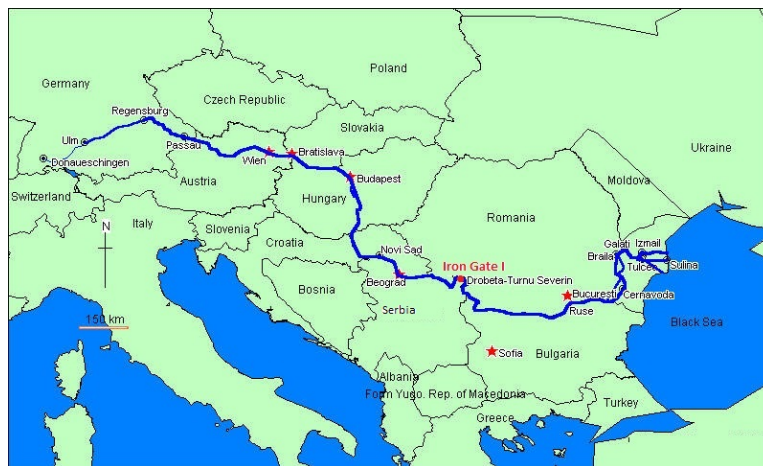 Poland
Germany
Czech Republic
Regensburg
Ulm
Passau
Slovakia
Donaueschingen
Wien
Bratislava
Ukraine
Austria
Budapest
Moldova
Switzerland
Hungary
Italy
N
Romania
Slovenia
Croatia
Novi Sad
Galati
Izmail
Braila
Tulcea
Sulina
Iron Gate I
Beograd
Drobeta-Turnu Severin
Bosnia
Bucuresti
Cernavoda
Ruse
Serbia
150 km
Black Sea
Sofia
Bulgaria
Albania
Form Yugo. Rep. of Macedonia
Turkey
Greece